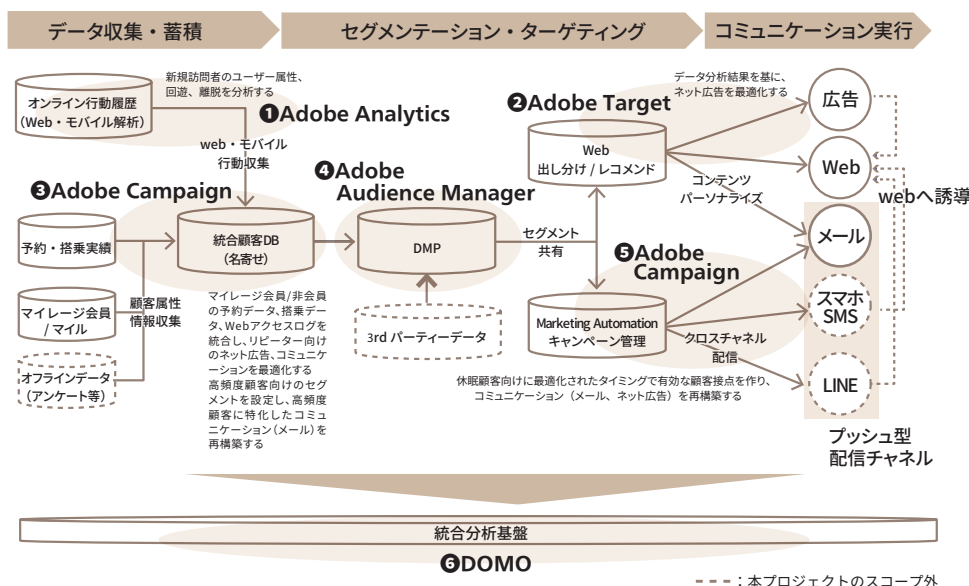 データ収集・蓄積
セグメンテーション・ターゲティング
コミュニケーション実行
オンライン行動履歴
（Web・モバイル解析）
新規訪問者のユーザー属性、
回遊、離脱を分析する
❶Adobe Analytics
web・モバイル
行動収集
❷Adobe Target
データ分析結果を基に、
ネット広告を最適化する
Web
出し分け / レコメンド
広告
Web
webへ誘導
コンテンツ
パーソナライズ
❸Adobe Campaign
予約・搭乗実績
マイレージ会員
/ マイル
オフラインデータ
（アンケート等）
顧客属性
情報収集
統合顧客DB
（名寄せ）
マイレージ会員/非会員
の予約データ、搭乗デー
タ、Webアクセスログを
統合し、リピーター向け
のネット広告、コミュニケ
ーションを最適化する
高頻度顧客向けのセグ
メントを設定し、高頻度
顧客に特化したコミュ
ニケーション（メール）を
再構築する
❹Adobe
Audience Manager
DMP
3rd パーティーデータ
セグメント
共有
❺Adobe
Campaign
Marketing Automation
キャンペーン管理
クロスチャネル
配信
休眠顧客向けに最適化されたタイミングで有効な顧客接点を作り、
コミュニケーション（メール、ネット広告）を再構築する
メール
スマホ
SMS
LINE
プッシュ型
配信チャネル
統合分析基盤
❻DOMO
：本プロジェクトのスコープ外